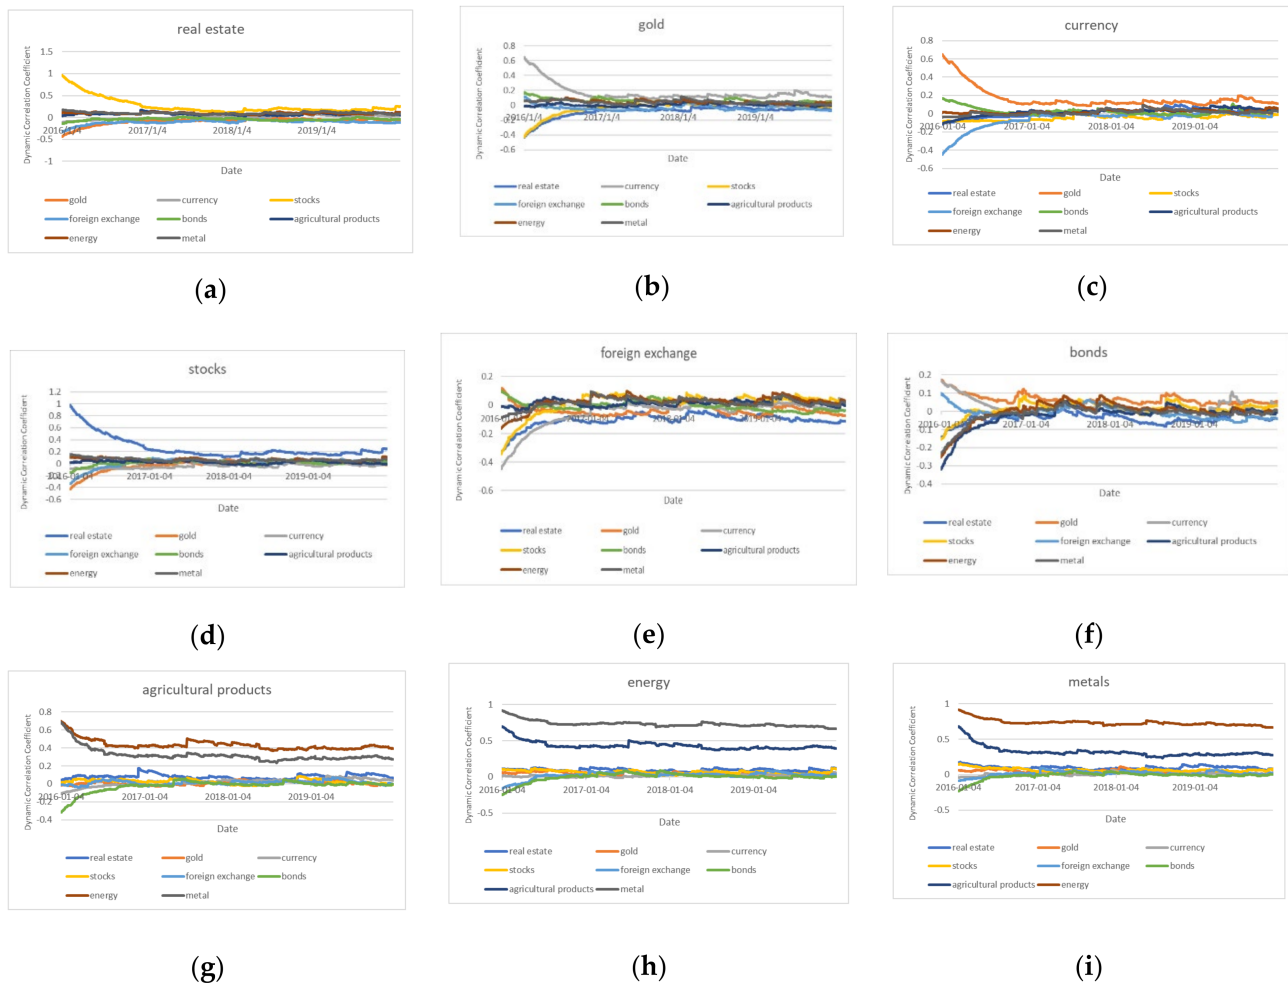 real estate
Dynamic Correlation Coefficient
1.5
1
0.5
0
-0.5
-1
2016/1/4 2017/1/4 2018/1/4 2019/1/4
Date
gold currency stocks
foreign exchange bonds agricultural products
energy metal
(a)
gold
Dynamic Correlation Coefficient
0.8
0.6
0.4
0.2
0
-0.2
-0.4
-0.6
2016/1/4 2017/1/4 2018/1/4 2019/1/4
Date
real estate currency stocks
foreign exchange bonds agricultural products
energy metal
(b)
currency
Dynamic Correlation Coefficient
0.8
0.6
0.4
0.2
0
-0.2
-0.4
-0.6
2016-01-04 2017-01-04 2018-01-04 2019-01-04
Date
real estate gold stocks
foreign exchange bonds agricultural products
energy metal
(c)
stocks
Dynamic Correlation Coefficient
1.2
1
0.8
0.6
0.4
0.2
0
-0.2
-0.4
-0.6
2016-01-04 2017-01-04 2018-01-04 2019-01-04
Date
real estate gold currency
foreign exchange bonds agricultural products
energy metal
(d)
foreign exchange
Dynamic Correlation Coefficient
0.2
0
-0.2
-0.4
-0.6
2016-01-04 2017-01-04 2018-01-04 2019-01-04
Date
real estate gold currency
stocks bonds agricultural products
energy metal
(e)
bonds
Dynamic Correlation Coefficient
0.2
0.1
0
-0.1
-0.2
-0.3
-0.4
2016-01-04 2017-01-04 2018-01-04 2019-01-04
Date
real estate gold currency
stocks foreign exchange agricultural products
energy metal
(f)
agricultural products
Dynamic Correlation Coefficient
0.8
0.6
0.4
0.2
0
-0.2
-0.4
2016-01-04 2017-01-04 2018-01-04 2019-01-04
Date
real estate gold currency
stocks foreign exchange bonds
energy metal
(g)
energy
Dynamic Correlation Coefficient
1
0.5
0
-0.5
2016-01-04 2017-01-04 2018-01-04 2019-01-04
Date
real estate gold currency
stocks foreign exchange bonds
agricultural products metal
(h)
metals
Dynamic Correlation Coefficient
1
0.5
0
-0.5
2016-01-04 2017-01-04 2018-01-04 2019-01-04
Date
real estate gold currency
stocks foreign exchange bonds
agricultural products energy
(i)